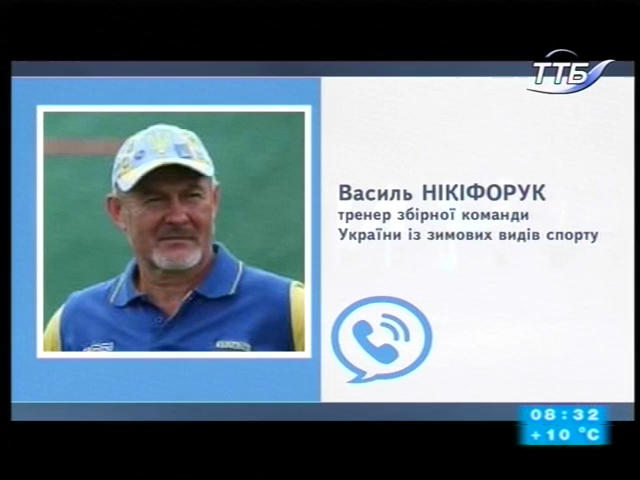 ТТБ
Василь НІКІФОРУК
тренер збірної команди
України із зимових видів спорту
08:32
+10 °C